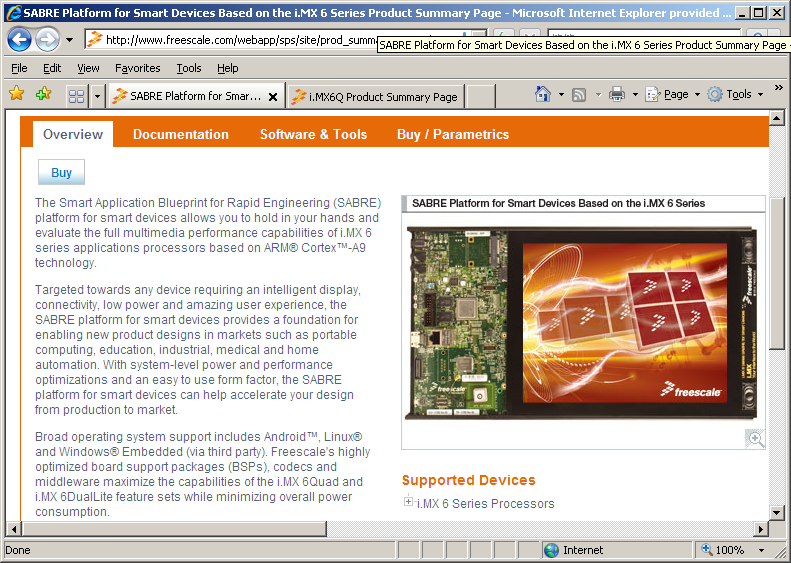 SABRE Platform for Smart Devices Based on the i.MX 6 Series Product Summary Page - Microsoft Internet Explorer provided ...
http://www.freescale.com/webapp/sps/site/prod_summa
SABRE Platform for Smart Devices Based on the i.MX 6 Series Product Summary Page -
File Edit View Favorites Tools Help
SABRE Platform for Smar... i.MX6Q Product Summary Page Page Tools
Overview Documentation Software & Tools Buy / Parametrics
Buy
The Smart Application Blueprint for Rapid Engineering (SABRE)
platform for smart devices allows you to hold in your hands and
evaluate the full multimedia performance capabilities of i.MX 6
series applications processors based on ARM® Cortex™-A9
technology.
Targeted towards any device requiring an intelligent display,
connectivity, low power and amazing user experience, the
SABRE platform for smart devices provides a foundation for
enabling new product designs in markets such as portable
computing, education, industrial, medical and home
automation. With system-level power and performance
optimizations and an easy to use form factor, the SABRE
platform for smart devices can help accelerate your design
from production to market.
Broad operating system support includes Android™, Linux®
and Windows® Embedded (via third party). Freescale's highly
optimized board support packages (BSPs), codecs and
middleware maximize the capabilities of the i.MX 6Quad and
i.MX 6DualLite feature sets while minimizing overall power
consumption.
SABRE Platform for Smart Devices Based on the i.MX 6 Series
freescale
freescale
i.MX
Supported Devices
i.MX 6 Series Processors
Done Internet 100%